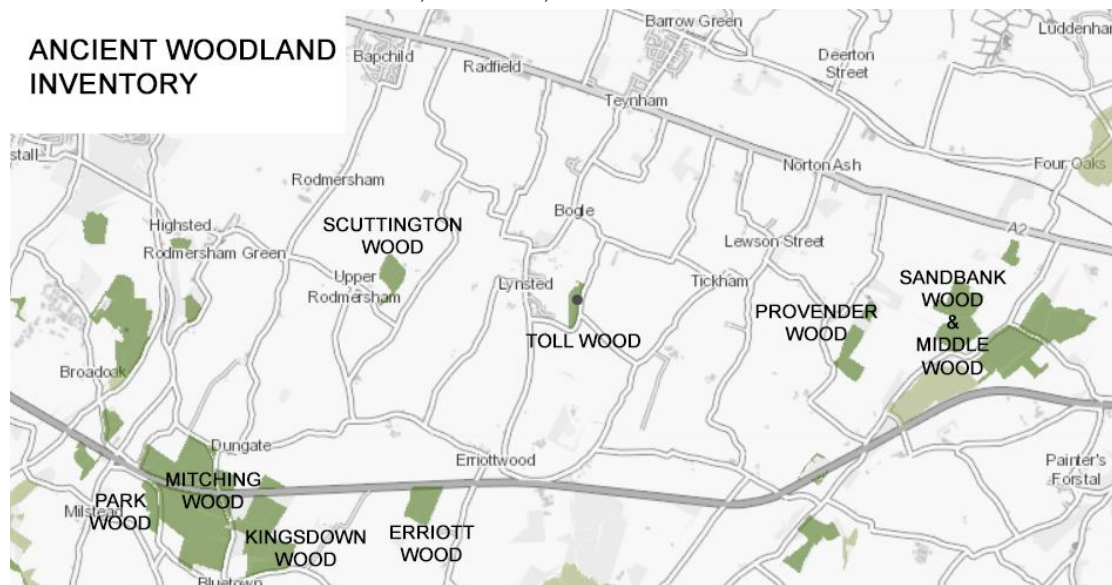 ANCIENT WOODLAND
INVENTORY
Barrow Green
Luddenham
Bapchild
Radfield
Deerton
Street
Teynham
stall
Norton Ash
Four Oaks
Rodmersham
Highsted
SCUTTINGTON
WOOD
Bogle
A2
Rodmersham Green
Lewson Street
Upper
Rodmersham
Lynsted
Tickham
SANDBANK
WOOD
&
MIDDLE
WOOD
PROVENDER
WOOD
TOLL WOOD
Broadoak
Dungate
Erriottwood
Painter's
Forstal
MITCHING
WOOD
PARK
WOOD
Milstead
KINGSDOWN
WOOD
ERRIOTT
WOOD
Bluetown